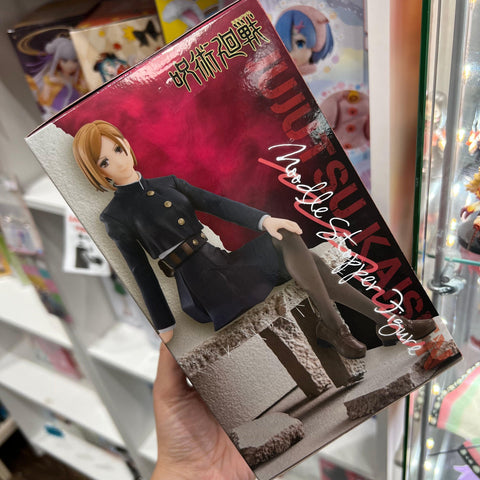 呪術廻戦
JUJUTSU KAISEN
Noodle Stopper Figure